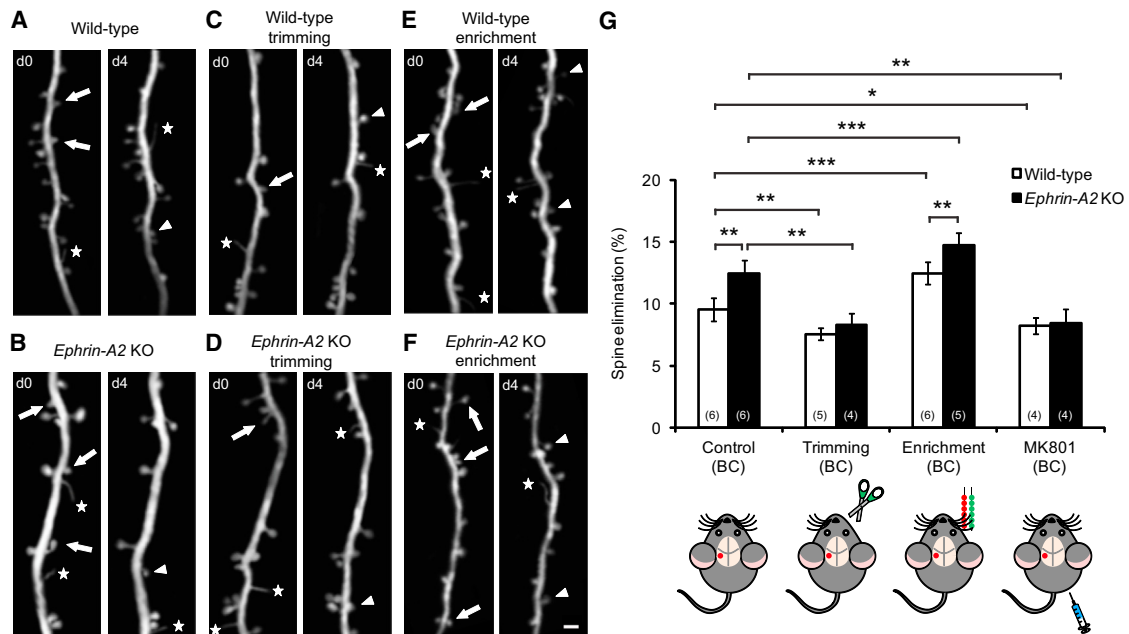 A
Wild-type
d0
d4
B
Ephrin-A2 KO
d0
d4
C
Wild-type
trimming
d0
d4
D
Ephrin-A2 KO
trimming
d0
d4
E
Wild-type
enrichment
d0
d4
F
Ephrin-A2 KO
enrichment
d0
d4
G
**
*
***
***
**
**
**
**
Wild-type
Ephrin-A2 KO
Spine elimination (%)
20
15
10
5
0
(6) (6) (5) (4) (6) (5) (4) (4)
Control Trimming Enrichment MK801
(BC) (BC) (BC) (BC)